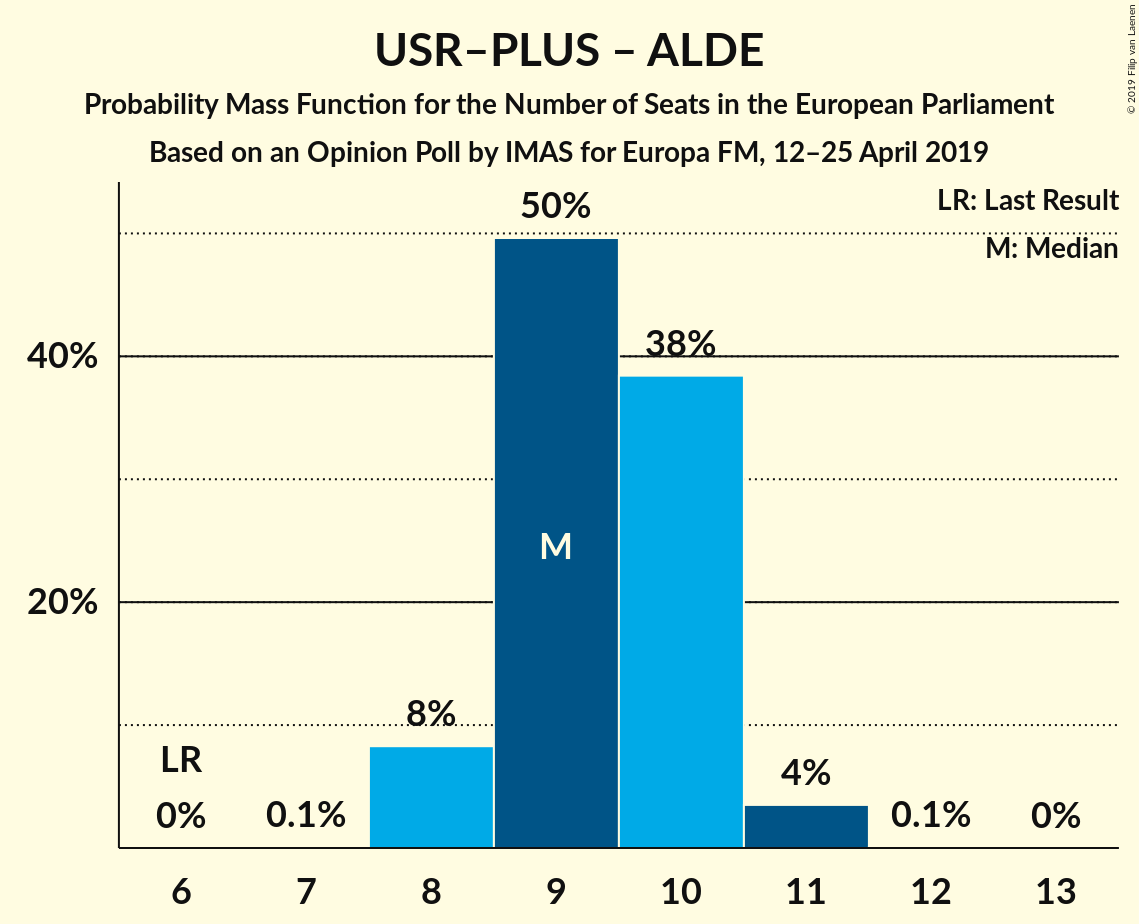 USR–PLUS – ALDE
Probability Mass Function for the Number of Seats in the European Parliament
Based on an Opinion Poll by IMAS for Europa FM, 12–25 April 2019
© 2019 Filip van Laenen
LR: Last Result
M: Median
50%
38%
40%
M
20%
8%
LR
4%
0%
0.1%
0.1%
0%
6 7 8 9 10 11 12 13